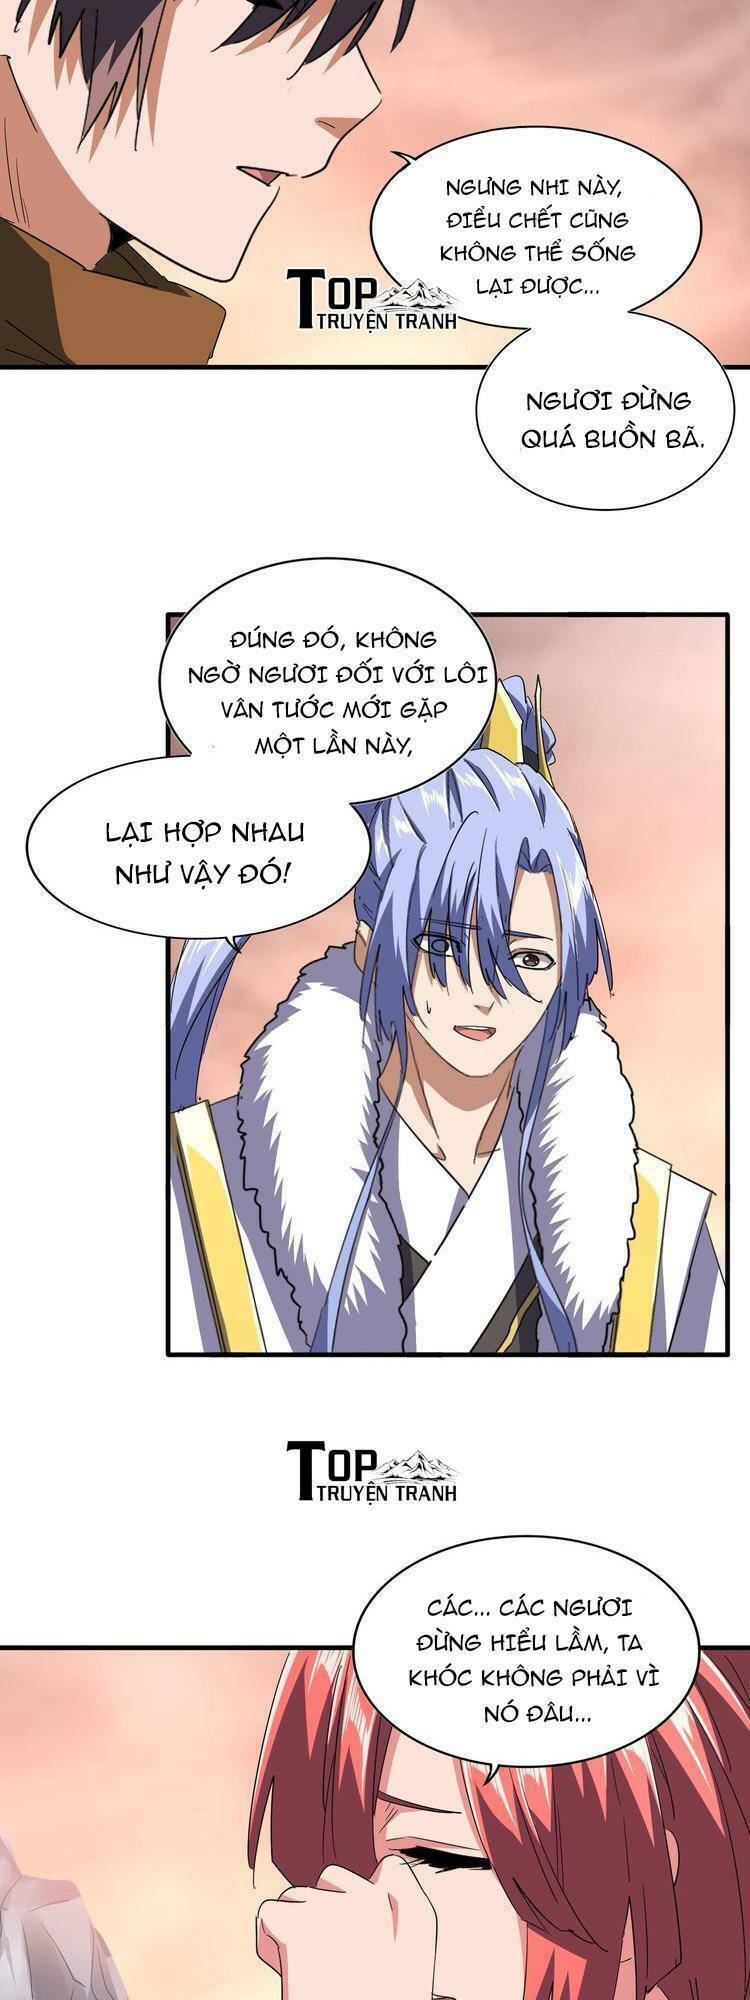 NGƯNG NHI NÀY,
ĐIỂU CHẾT CŨNG
KHÔNG THỂ SỐNG
LẠI ĐƯỢC...
TOP
TRUYỆN TRANH
NGƯƠI ĐỪNG
QUÁ BUỒN BÃ.
ĐÚNG ĐÓ, KHÔNG
NGỜ NGƯƠI ĐỐI VỚI LÔI
VÂN TƯỚC MỚI GẶP
MỘT LẦN NÀY,
LẠI HỢP NHAU
NHƯ VẬY ĐÓ!
TOP
TRUYỆN TRANH
CÁC... CÁC NGƯƠI
ĐỪNG HIỂU LẦM, TA
KHÓC KHÔNG PHẢI VÌ
NÓ ĐÂU...